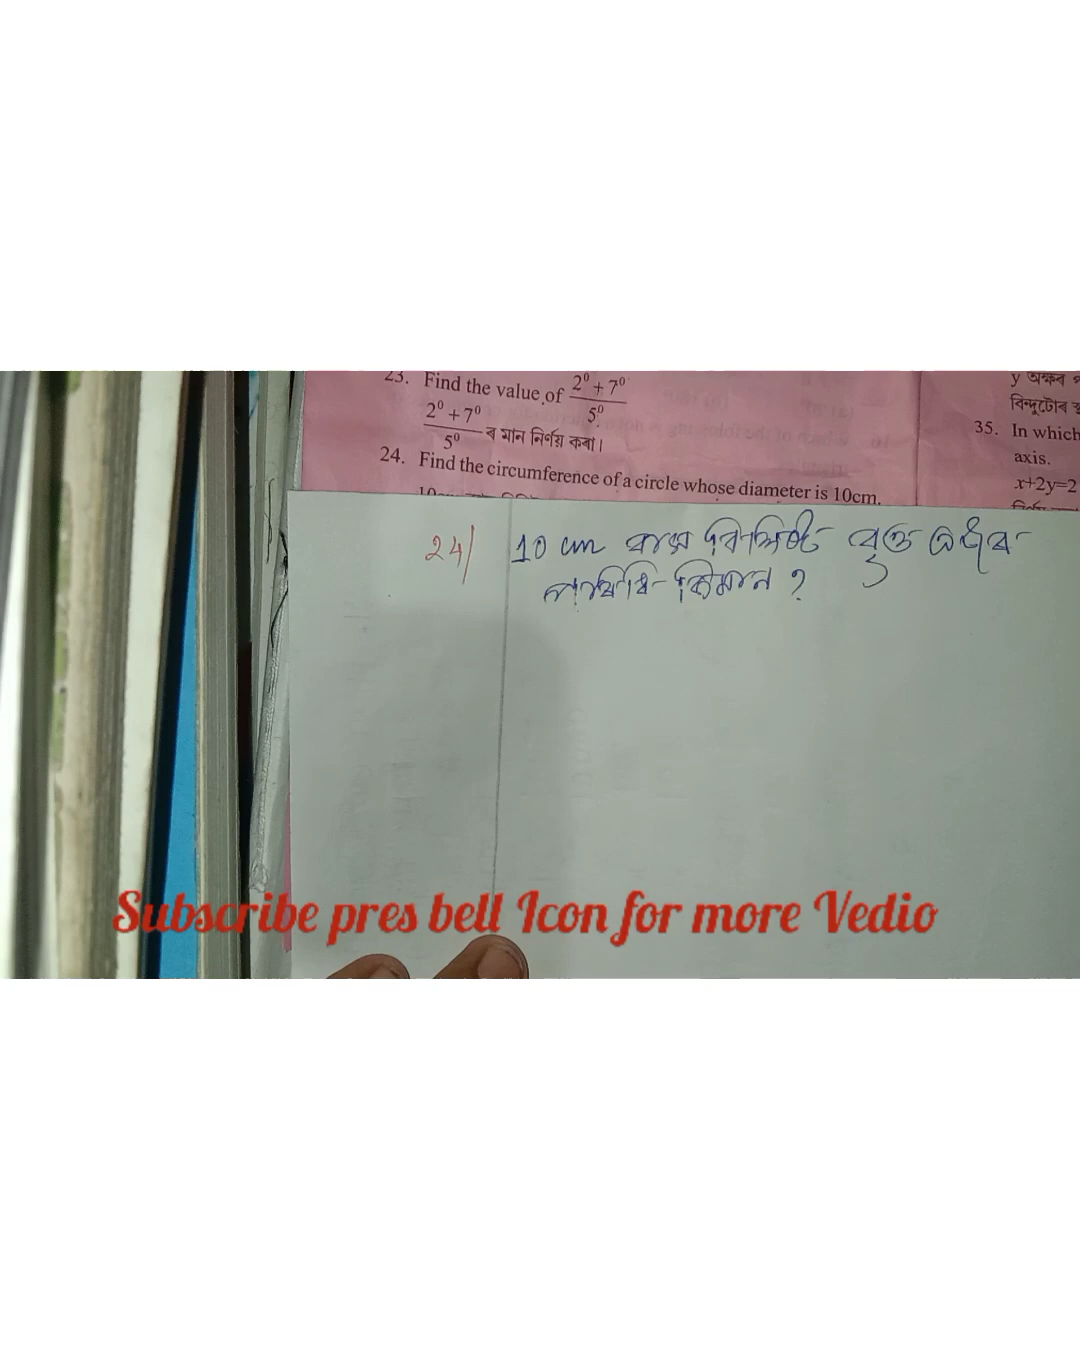 23. Find the value of 2⁰ + 7⁰ / 5⁰
2⁰ + 7⁰ / 5⁰ ৰ মান নিৰ্ণয় কৰা।
24. Find the circumference of a circle whose diameter is 10cm.
y অক্ষৰ
বিন্দুটোৰ
35. In which
axis.
x+2y=2
24| 10 cm ব্যাস বিশিষ্ট বৃত্ত এটাৰ
পৰিধি কিমান ?
Subscribe pres bell Icon for more Vedio